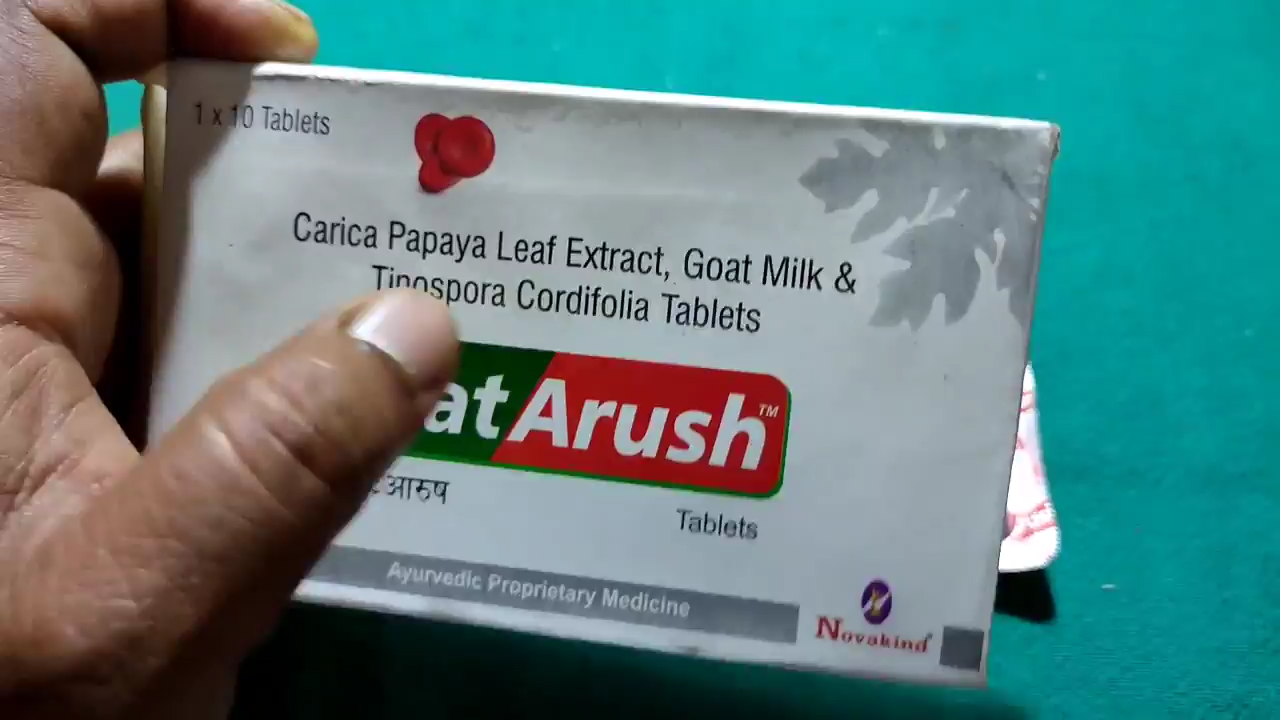 1 x 10 Tablets
Carica Papaya Leaf Extract, Goat Milk &
Tinospora Cordifolia Tablets
Arush™
आरुष
Tablets
Ayurvedic Proprietary Medicine
Novakind